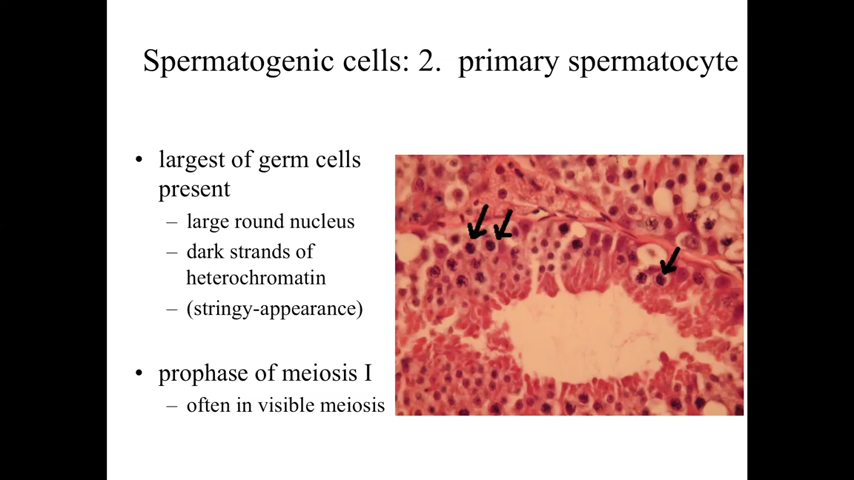 Spermatogenic cells: 2.  primary spermatocyte
• largest of germ cells
present
– large round nucleus
– dark strands of
heterochromatin
– (stringy-appearance)
• prophase of meiosis I
– often in visible meiosis